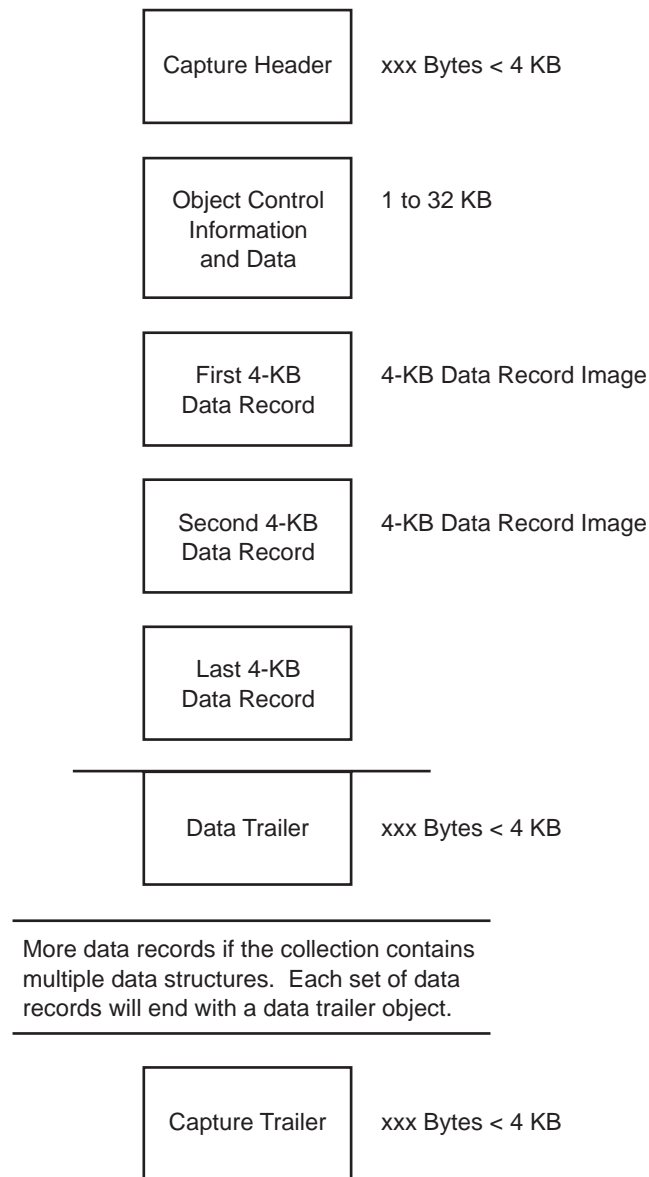 Capture Header
xxx Bytes < 4 KB
Object Control
Information
and Data
1 to 32 KB
First 4-KB
Data Record
4-KB Data Record Image
Second 4-KB
Data Record
4-KB Data Record Image
Last 4-KB
Data Record
Data Trailer
xxx Bytes < 4 KB
More data records if the collection contains
multiple data structures.  Each set of data
records will end with a data trailer object.
Capture Trailer
xxx Bytes < 4 KB